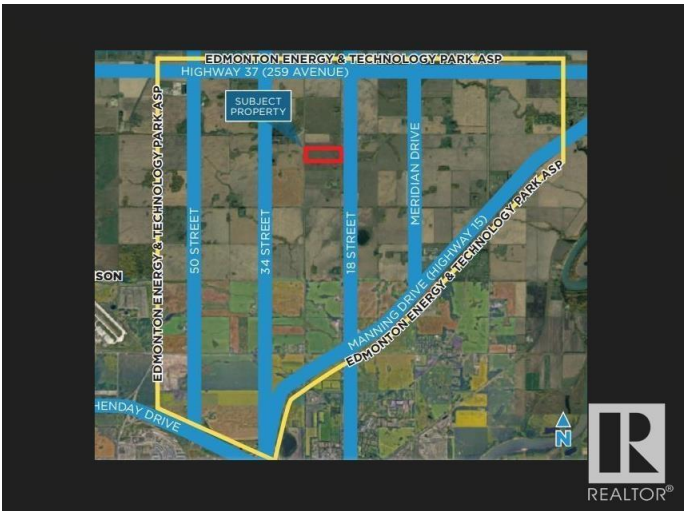 EDMONTON ENERGY & TECHNOLOGY PARK ASP
HIGHWAY 37 (259 AVENUE)
SUBJECT
PROPERTY
EDMONTON ENERGY & TECHNOLOGY PARK ASP
50 STREET
34 STREET
18 STREET
MERIDIAN DRIVE
MANNING DRIVE (HIGHWAY 15)
EDMONTON ENERGY & TECHNOLOGY PARK ASP
SON
HENDAY DRIVE
N
R
REALTOR®